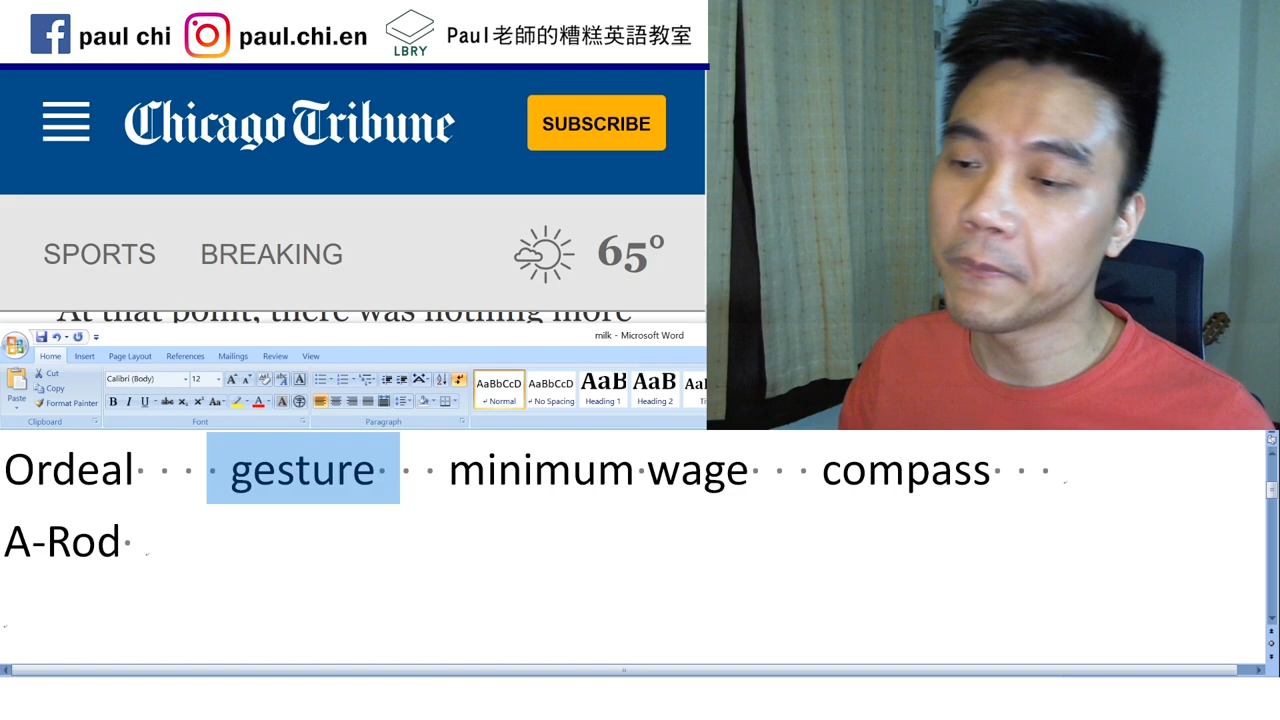 paul chi paul.chi.en LBRY Paul老師的糟糕英語教室
Chicago Tribune SUBSCRIBE
SPORTS BREAKING 65°
At that point, there was nothing more
milk - Microsoft Word
Home Insert Page Layout References Mailings Review View
Paste Cut Copy Format Painter
Calibri (Body) 12
AaBbCcD AaBbCcD AaB AaB
Normal No Spacing Heading 1 Heading 2
Clipboard Font Paragraph
Ordeal gesture minimum wage compass
A-Rod